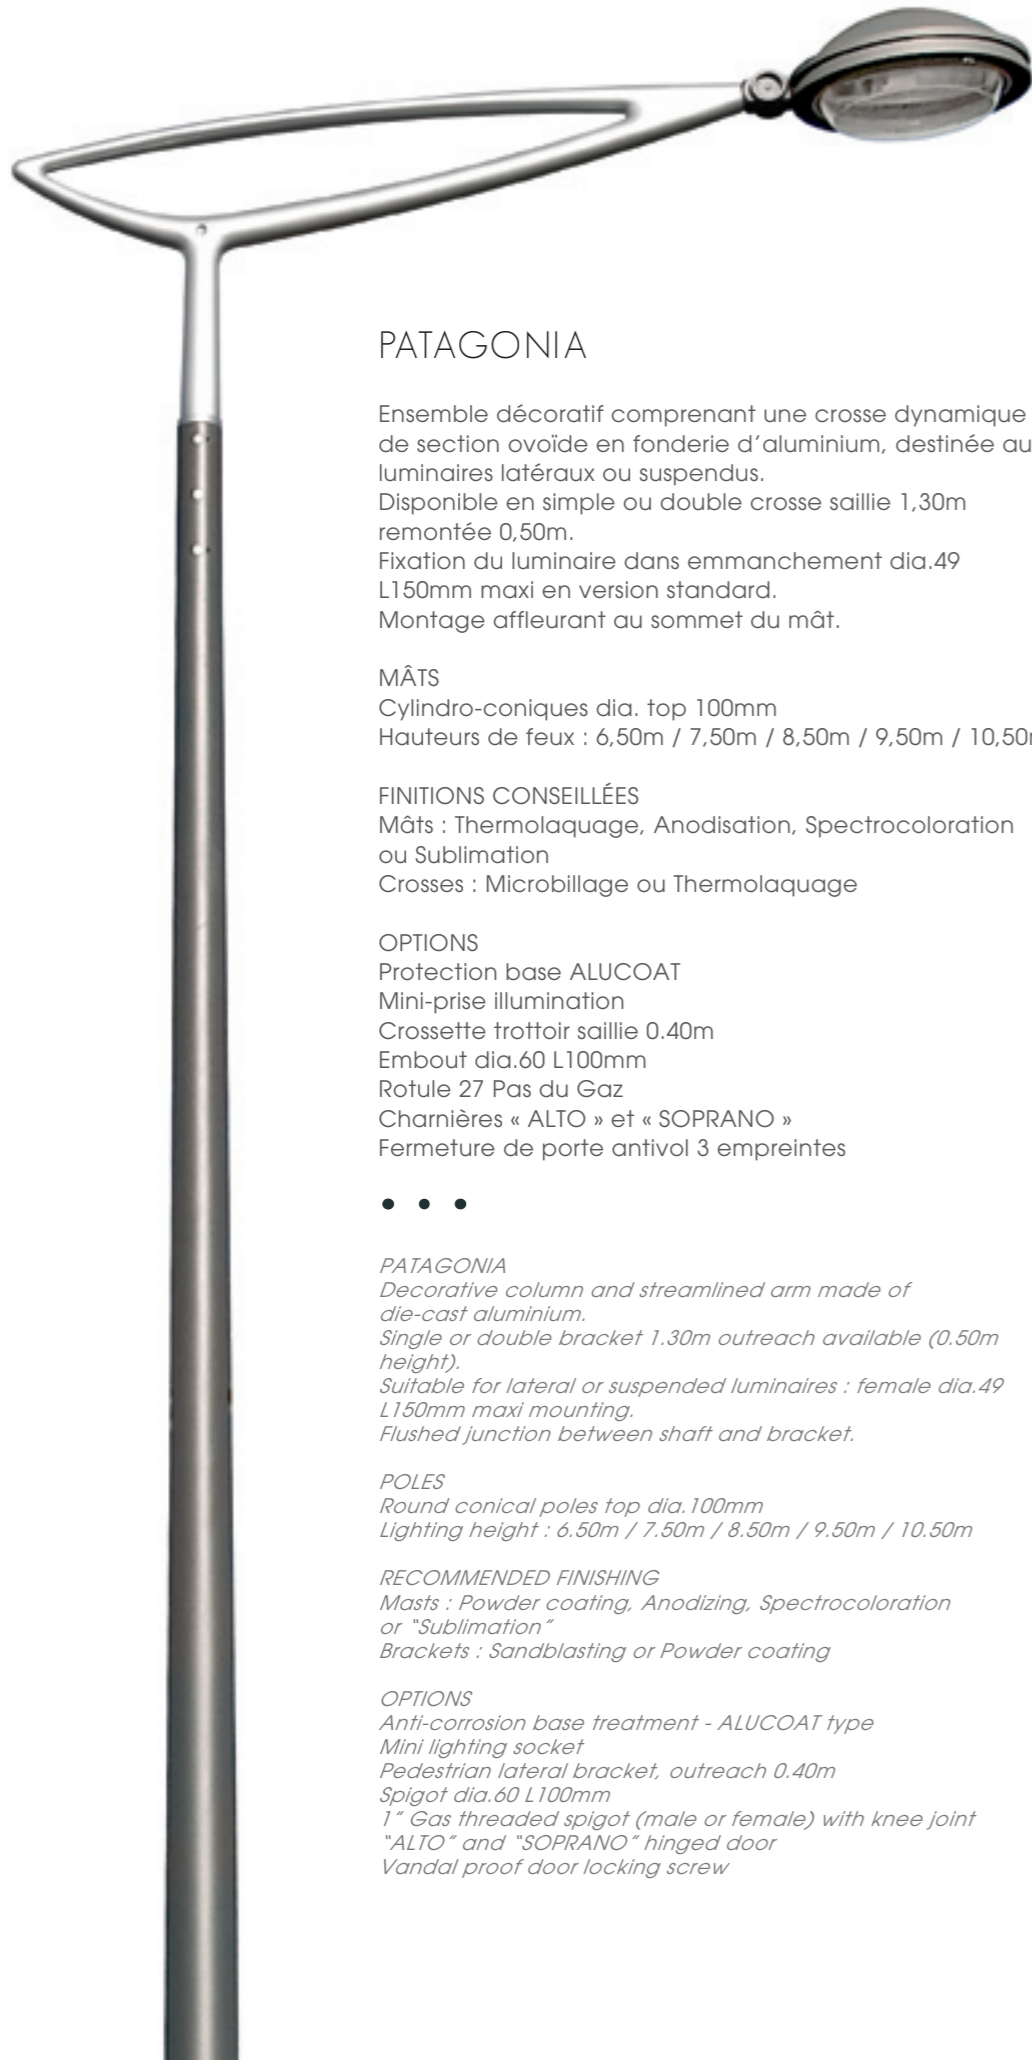 PATAGONIA
Ensemble décoratif comprenant une crosse dynamique
de section ovoïde en fonderie d'aluminium, destinée au
luminaires latéraux ou suspendus.
Disponible en simple ou double crosse saillie 1,30m
remontée 0,50m.
Fixation du luminaire dans emmanchement dia.49
L150mm maxi en version standard.
Montage affleurant au sommet du mât.
MÂTS
Cylindro-coniques dia. top 100mm
Hauteurs de feux : 6,50m / 7,50m / 8,50m / 9,50m / 10,50m
FINITIONS CONSEILLÉES
Mâts : Thermolaquage, Anodisation, Spectrocoloration
ou Sublimation
Crosses : Microbillage ou Thermolaquage
OPTIONS
Protection base ALUCOAT
Mini-prise illumination
Crossette trottoir saillie 0.40m
Embout dia.60 L100mm
Rotule 27 Pas du Gaz
Charnières « ALTO » et « SOPRANO »
Fermeture de porte antivol 3 empreintes
• • •
PATAGONIA
Decorative column and streamlined arm made of
die-cast aluminium.
Single or double bracket 1.30m outreach available (0.50m
height).
Suitable for lateral or suspended luminaires : female dia.49
L150mm maxi mounting.
Flushed junction between shaft and bracket.
POLES
Round conical poles top dia.100mm
Lighting height : 6.50m / 7.50m / 8.50m / 9.50m / 10.50m
RECOMMENDED FINISHING
Masts : Powder coating, Anodizing, Spectrocoloration
or "Sublimation"
Brackets : Sandblasting or Powder coating
OPTIONS
Anti-corrosion base treatment - ALUCOAT type
Mini lighting socket
Pedestrian lateral bracket, outreach 0.40m
Spigot dia.60 L100mm
1" Gas threaded spigot (male or female) with knee joint
"ALTO" and "SOPRANO" hinged door
Vandal proof door locking screw